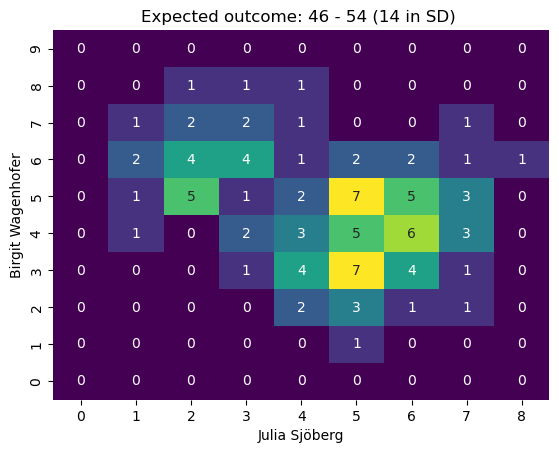 Expected outcome: 46 - 54 (14 in SD)
Birgit Wagenhofer
9 0 0 0 0 0 0 0 0 0
8 0 0 1 1 1 0 0 0 0
7 0 1 2 2 1 0 0 1 0
6 0 2 4 4 1 2 2 1 1
5 0 1 5 1 2 7 5 3 0
4 0 1 0 2 3 5 6 3 0
3 0 0 0 1 4 7 4 1 0
2 0 0 0 0 2 3 1 1 0
1 0 0 0 0 0 1 0 0 0
0 0 0 0 0 0 0 0 0 0
0 1 2 3 4 5 6 7 8
Julia Sjöberg